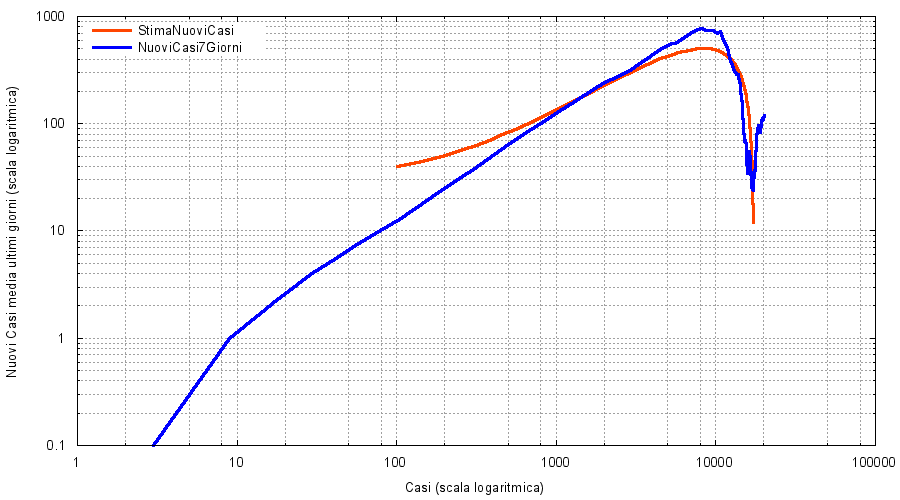 1000
StimaNuoviCasi
NuoviCasi7Giorni
100
10
1
0.1
Nuovi Casi media ultimi giorni (scala logaritmica)
1 10 100 1000 10000 100000
Casi (scala logaritmica)